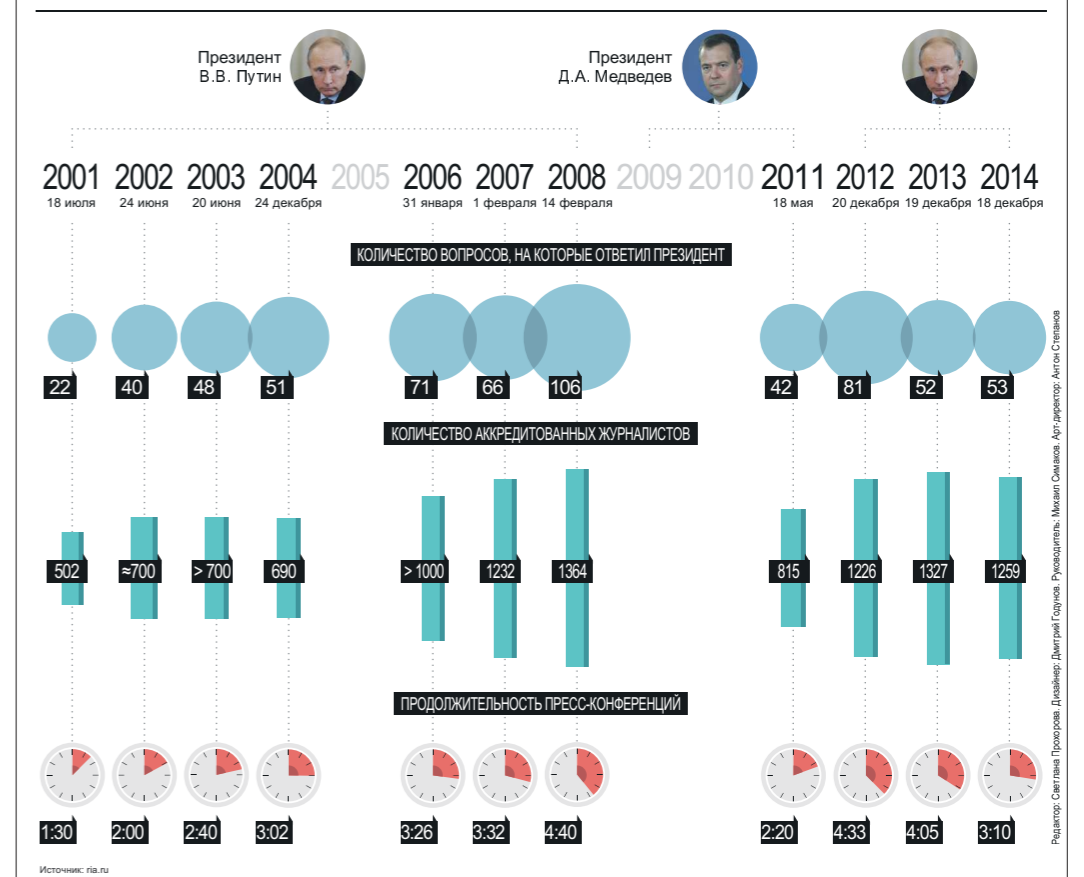 Президент
В.В. Путин
Президент
Д.А. Медведев
2001 2002 2003 2004 2005 2006 2007 2008 2009 2010 2011 2012 2013 2014
18 июля 24 июня 20 июня 24 декабря 31 января 1 февраля 14 февраля 18 мая 20 декабря 19 декабря 18 декабря
КОЛИЧЕСТВО ВОПРОСОВ, НА КОТОРЫЕ ОТВЕТИЛ ПРЕЗИДЕНТ
22 40 48 51 71 66 106 42 81 52 53
КОЛИЧЕСТВО АККРЕДИТОВАННЫХ ЖУРНАЛИСТОВ
502 ≈700 > 700 690 > 1000 1232 1364 815 1226 1327 1259
ПРОДОЛЖИТЕЛЬНОСТЬ ПРЕСС-КОНФЕРЕНЦИЙ
1:30 2:00 2:40 3:02 3:26 3:32 4:40 2:20 4:33 4:05 3:10
Источник: ria.ru
Редактор: Светлана Прохорова. Дизайнер: Дмитрий Годунов. Руководитель: Михаил Симаков. Арт-директор: Антон Степанов